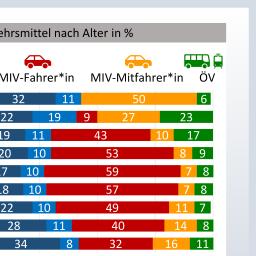 ehrsmittel nach Alter in %
MIV-Fahrer*in MIV-Mitfahrer*in ÖV
32 11 50 6
22 19 9 27 23
19 11 43 10 17
20 10 53 8 9
17 10 59 7 8
18 10 57 7 8
22 10 49 11 7
28 11 40 14 8
34 8 32 16 11